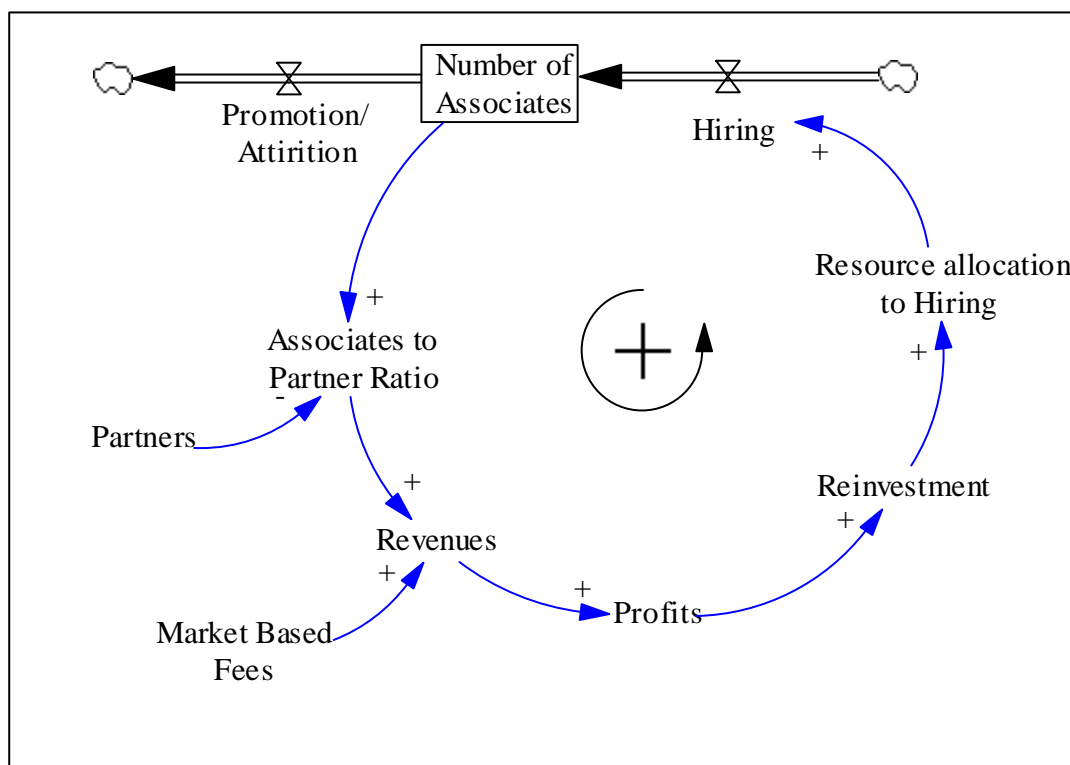 Number of
Associates
Promotion/
Attirition
Hiring
+
Resource allocation
to Hiring
+
Associates to
Partner Ratio
+
+
-
Partners
+
Reinvestment
+
Revenues
+
+
Profits
Market Based
Fees